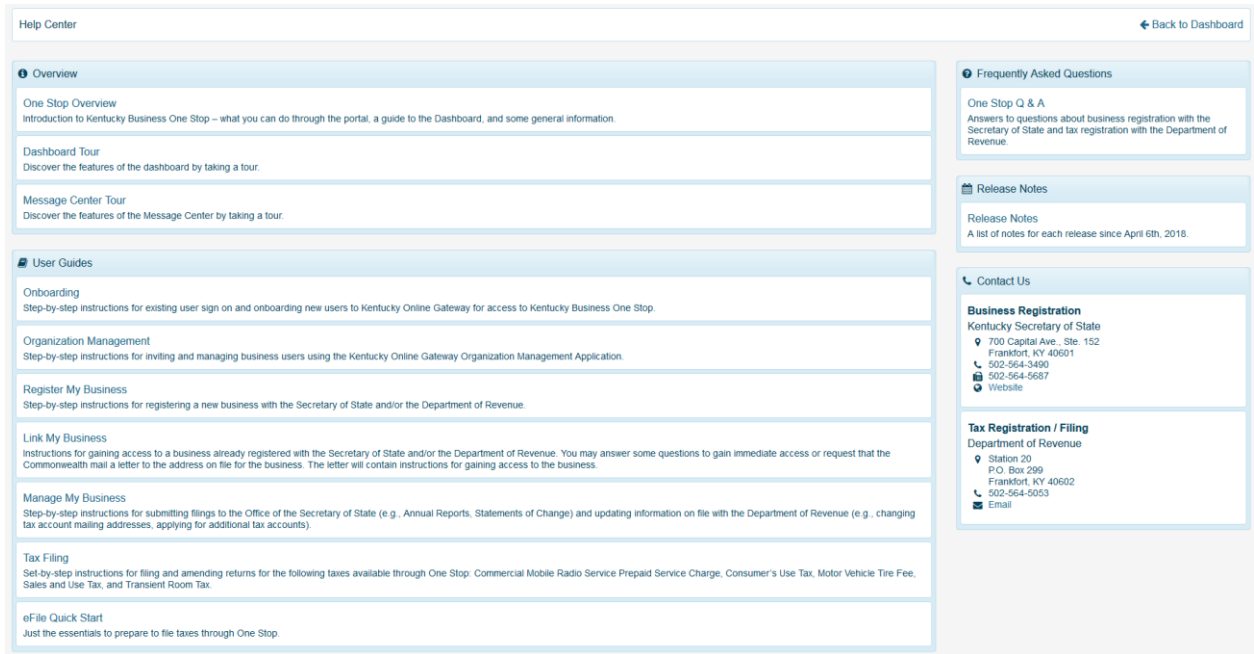 Help Center
Back to Dashboard
Overview
One Stop Overview
Introduction to Kentucky Business One Stop – what you can do through the portal, a guide to the Dashboard, and some general information.
Dashboard Tour
Discover the features of the dashboard by taking a tour.
Message Center Tour
Discover the features of the Message Center by taking a tour.
User Guides
Onboarding
Step-by-step instructions for existing user sign on and onboarding new users to Kentucky Online Gateway for access to Kentucky Business One Stop.
Organization Management
Step-by-step instructions for inviting and managing business users using the Kentucky Online Gateway Organization Management Application.
Register My Business
Step-by-step instructions for registering a new business with the Secretary of State and/or the Department of Revenue.
Link My Business
Instructions for gaining access to a business already registered with the Secretary of State and/or the Department of Revenue. You may answer some questions to gain immediate access or request that the
Commonwealth mail a letter to the address on file for the business. The letter will contain instructions for gaining access to the business.
Manage My Business
Step-by-step instructions for submitting filings to the Office of the Secretary of State (e.g., Annual Reports, Statements of Change) and updating information on file with the Department of Revenue (e.g., changing
tax account mailing addresses, applying for additional tax accounts).
Tax Filing
Set-by-step instructions for filing and amending returns for the following taxes available through One Stop: Commercial Mobile Radio Service Prepaid Service Charge, Consumer's Use Tax, Motor Vehicle Tire Fee,
Sales and Use Tax, and Transient Room Tax.
eFile Quick Start
Just the essentials to prepare to file taxes through One Stop.
Frequently Asked Questions
One Stop Q & A
Answers to questions about business registration with the
Secretary of State and tax registration with the Department of
Revenue.
Release Notes
Release Notes
A list of notes for each release since April 6th, 2018.
Contact Us
Business Registration
Kentucky Secretary of State
700 Capital Ave., Ste. 152
Frankfort, KY 40601
502-564-3490
502-564-5687
Website
Tax Registration / Filing
Department of Revenue
Station 20
P.O. Box 299
Frankfort, KY 40602
502-564-5053
Email